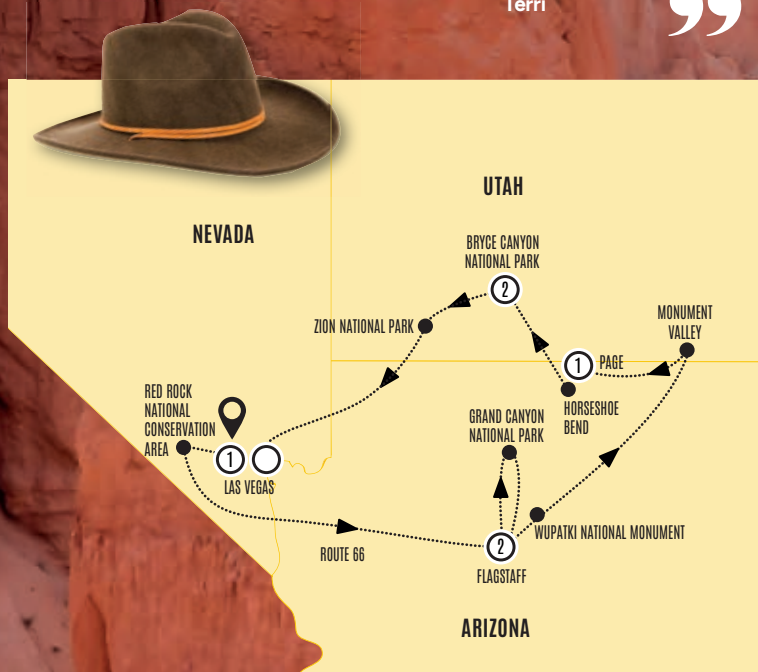 Terri
”
UTAH
NEVADA
BRYCE CANYON
NATIONAL PARK
2
ZION NATIONAL PARK
MONUMENT
VALLEY
1
PAGE
HORSESHOE
BEND
RED ROCK
NATIONAL
CONSERVATION
AREA
1
LAS VEGAS
GRAND CANYON
NATIONAL PARK
WUPATKI NATIONAL MONUMENT
ROUTE 66
2
FLAGSTAFF
ARIZONA